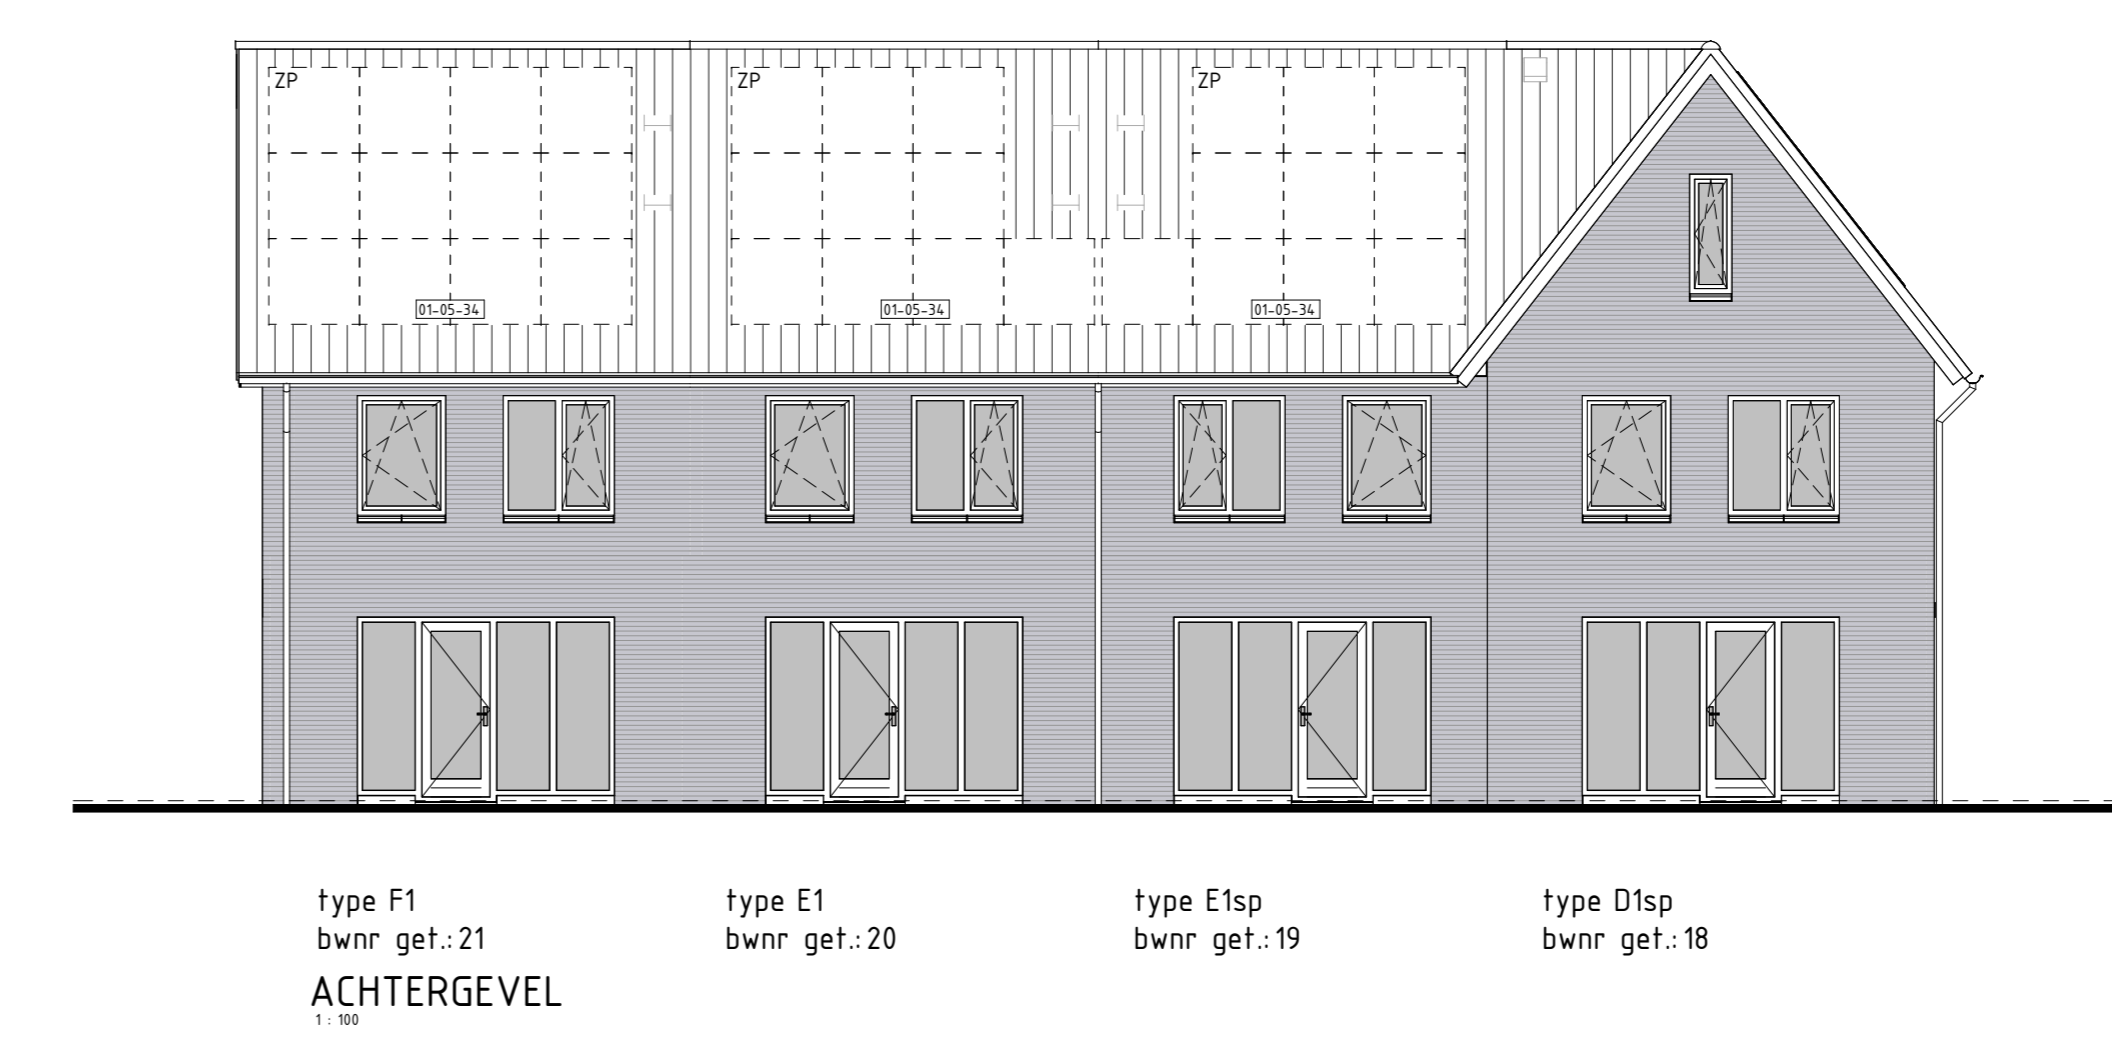 ZP
ZP
ZP
01-05-34
01-05-34
01-05-34
type F1
bwnr get.: 21
type E1
bwnr get.: 20
type E1sp
bwnr get.: 19
type D1sp
bwnr get.: 18
ACHTERGEVEL
1 : 100